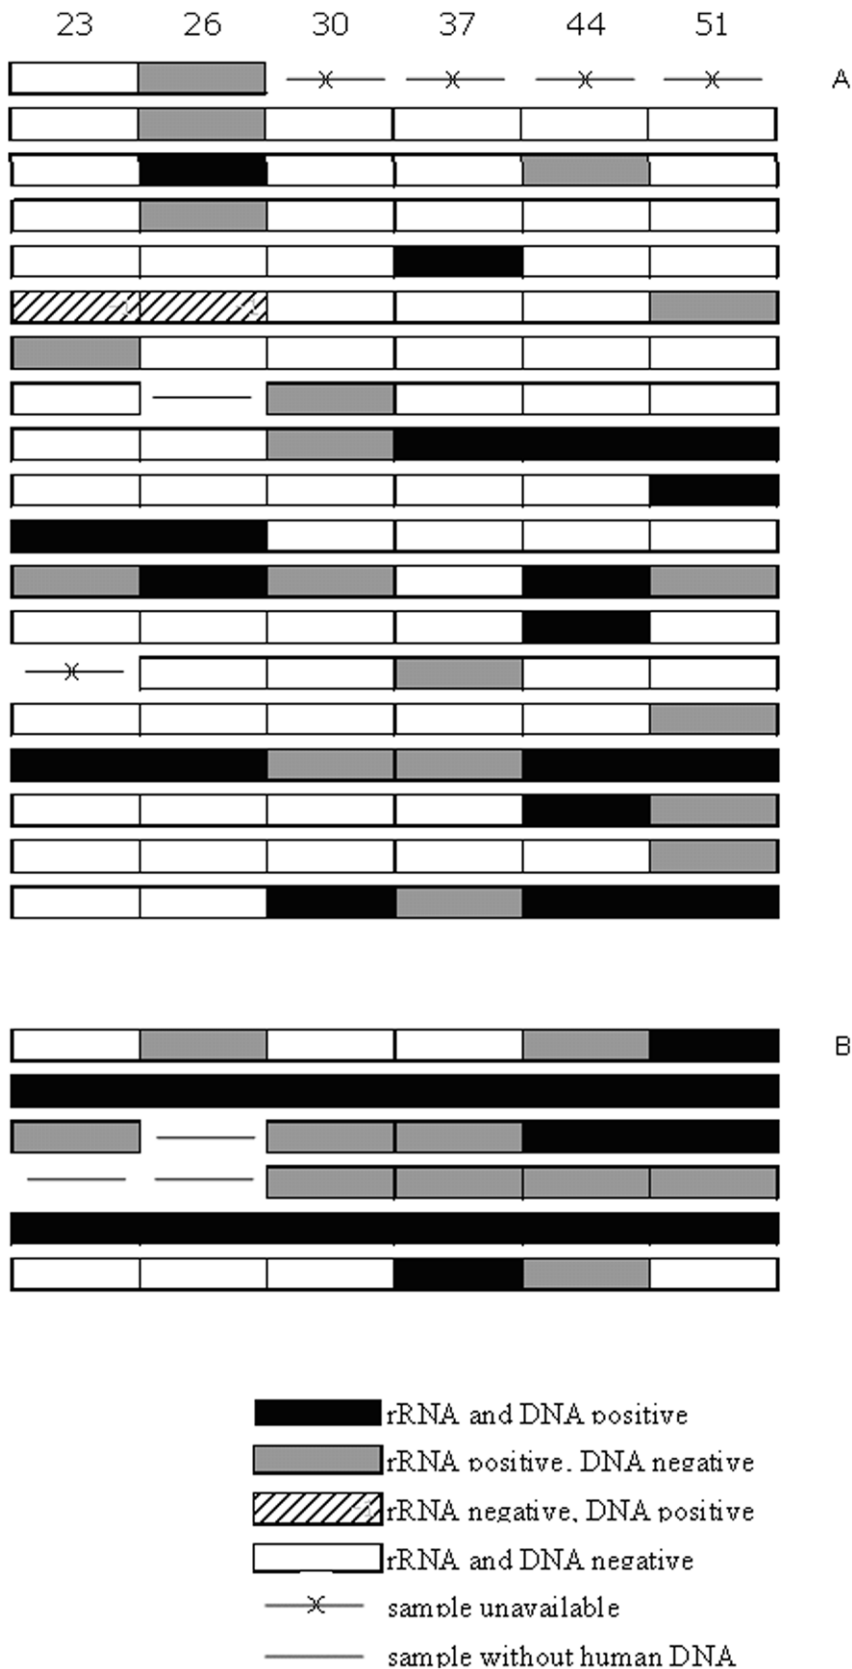 23 26 30 37 44 51
A
B
rRNA and DNA positive
rRNA positive, DNA negative
rRNA negative, DNA positive
rRNA and DNA negative
sample unavailable
sample without human DNA